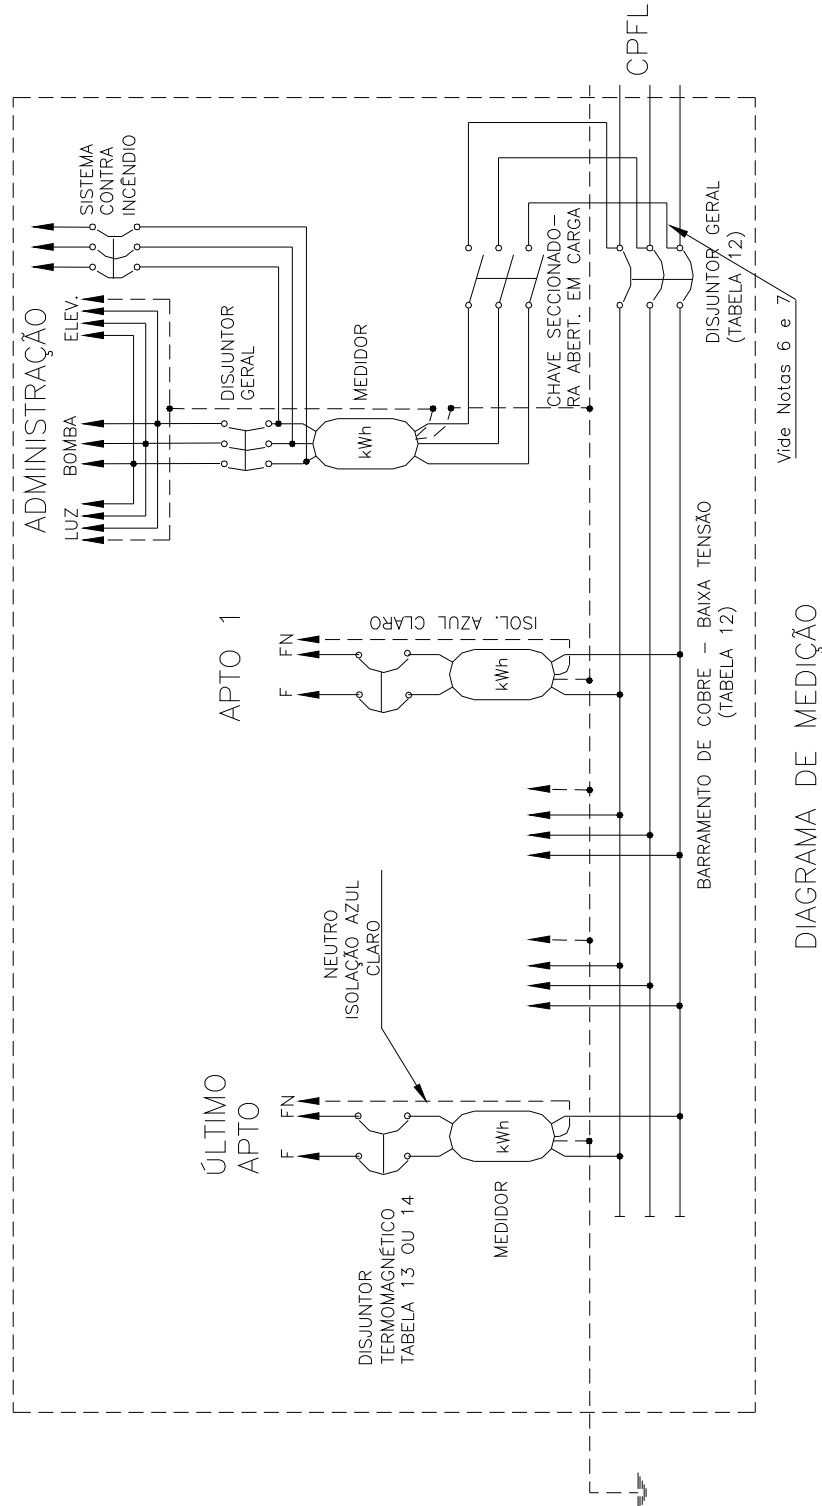 CPFL
SISTEMA
CONTRA
INCÊNDIO
ADMINISTRAÇÃO
ELEV.
BOMBA
LUZ
DISJUNTOR
GERAL
MEDIDOR
kWh
CHAVE SECCIONADO-
RA ABERT. EM CARGA
DISJUNTOR GERAL
(TABELA 12)
Vide Notas 6 e 7
APTO 1
FN
F
ISOL. AZUL CLARO
kWh
BARRAMENTO DE COBRE - BAIXA TENSÃO
(TABELA 12)
NEUTRO
ISOLAÇÃO AZUL
CLARO
ÚLTIMO
APTO
FN
F
kWh
MEDIDOR
DISJUNTOR
TERMOMAGNÉTICO
TABELA 13 OU 14
DIAGRAMA DE MEDIÇÃO